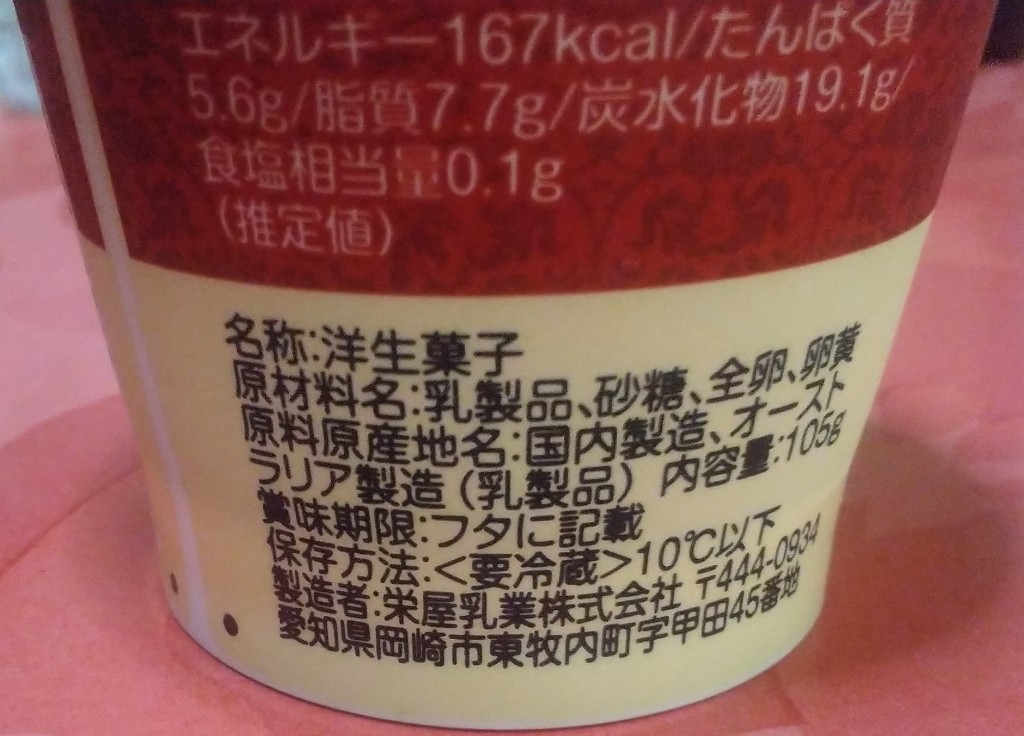 エネルギー167kcal/たんぱく質
5.6g/脂質7.7g/炭水化物19.1g/
食塩相当量0.1g
(推定値)
名称:洋生菓子
原材料名:乳製品、砂糖、全卵、卵黄
原料原産地名:国内製造、オースト
ラリア製造(乳製品) 内容量:105g
賞味期限:フタに記載
保存方法:<要冷蔵>10℃以下
製造者:栄屋乳業株式会社 〒444-0934
愛知県岡崎市東牧内町字甲田45番地